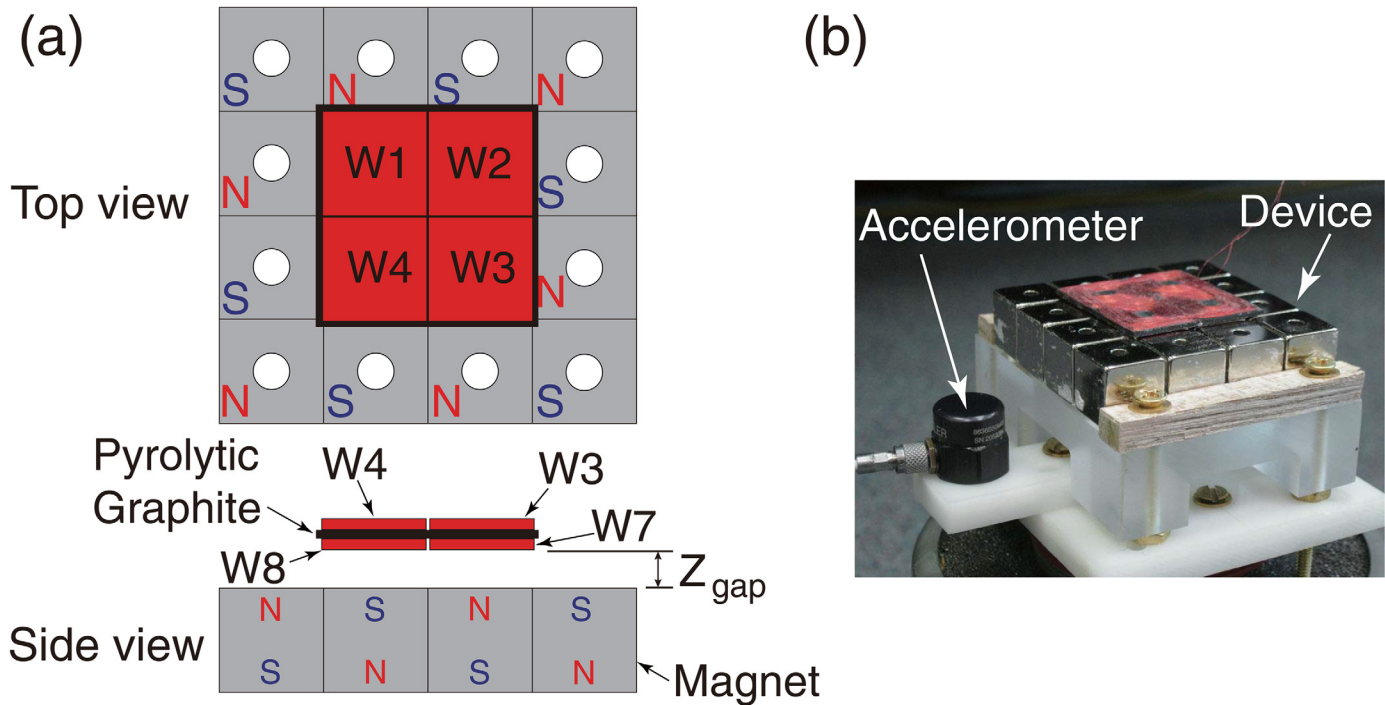 (a)
(b)
S N S N
W1 W2
N S
Top view
W4 W3
S N
N S N S
Pyrolytic
Graphite
W4
W3
W7
W8
Z gap
N S N S
Side view
S N S N
Magnet
Accelerometer
Device